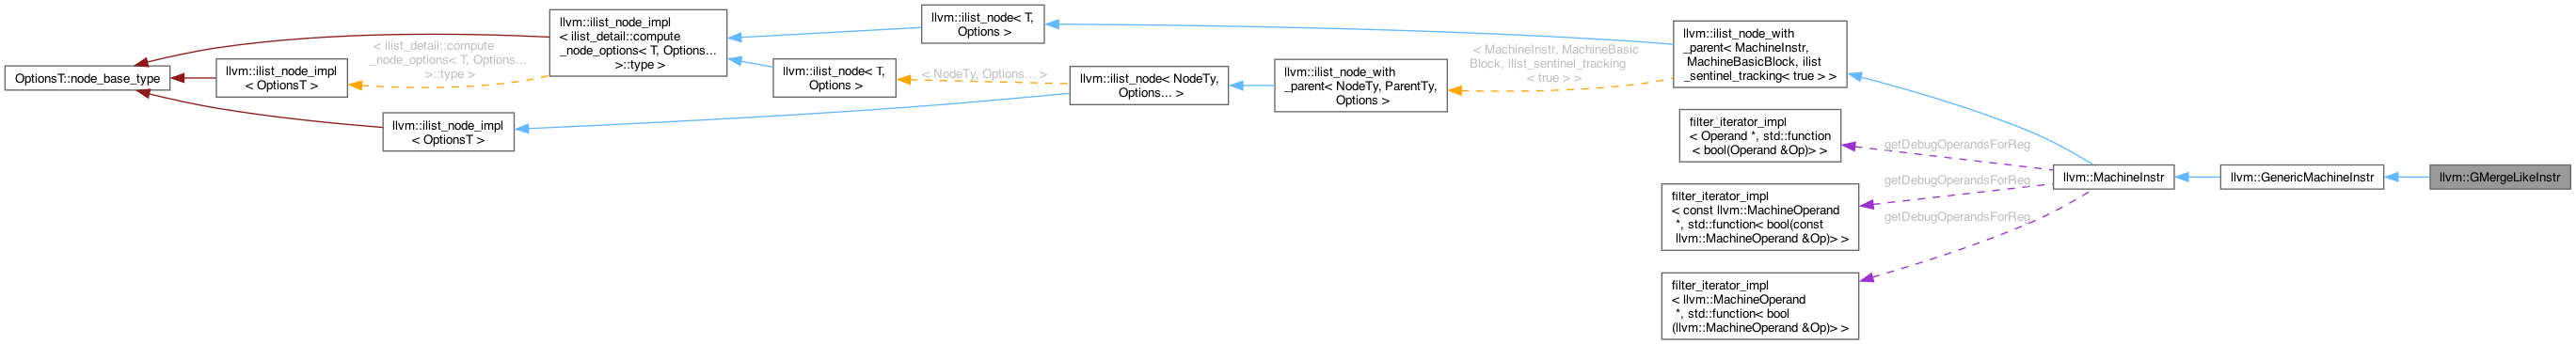 OptionsT::node_base_type
llvm::ilist_node_impl
< OptionsT >
< ilist_detail::compute
_node_options< T, Options...
>::type >
llvm::ilist_node_impl
< OptionsT >
llvm::ilist_node_impl
< ilist_detail::compute
_node_options< T, Options...
>::type >
llvm::ilist_node< T,
Options >
llvm::ilist_node< T,
Options >
< NodeTy, Options... >
llvm::ilist_node< NodeTy,
Options... >
llvm::ilist_node_with
_parent< NodeTy, ParentTy,
Options >
< MachineInstr, MachineBasic
Block, ilist_sentinel_tracking
< true > >
llvm::ilist_node_with
_parent< MachineInstr,
MachineBasicBlock, ilist
_sentinel_tracking< true > >
filter_iterator_impl
< Operand *, std::function
< bool(Operand &Op)> >
filter_iterator_impl
< const llvm::MachineOperand
*, std::function< bool(const
llvm::MachineOperand &Op)> >
filter_iterator_impl
< llvm::MachineOperand
*, std::function< bool
(llvm::MachineOperand &Op)> >
getDebugOperandsForReg
getDebugOperandsForReg
getDebugOperandsForReg
llvm::MachineInstr
llvm::GenericMachineInstr
llvm::GMergeLikeInstr